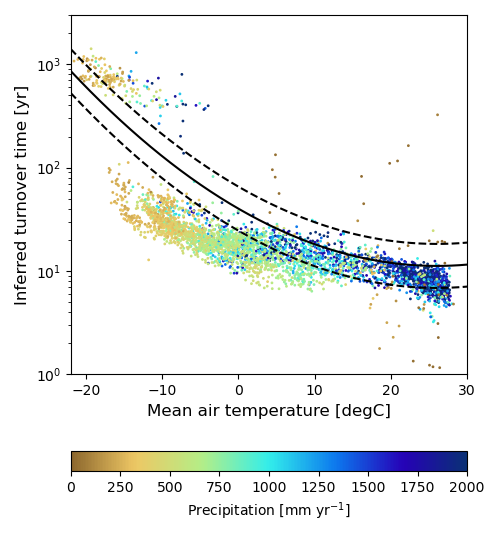 Inferred turnover time [yr]
10³
10²
10¹
10⁰
−20 −10 0 10 20 30
Mean air temperature [degC]
0 250 500 750 1000 1250 1500 1750 2000
Precipitation [mm yr⁻¹]